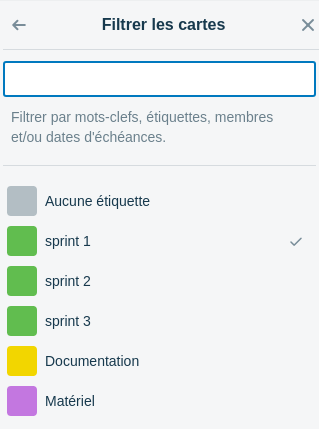 Filtrer les cartes
Filtrer par mots-clefs, étiquettes, membres
et/ou dates d'échéances.
Aucune étiquette
sprint 1
sprint 2
sprint 3
Documentation
Matériel